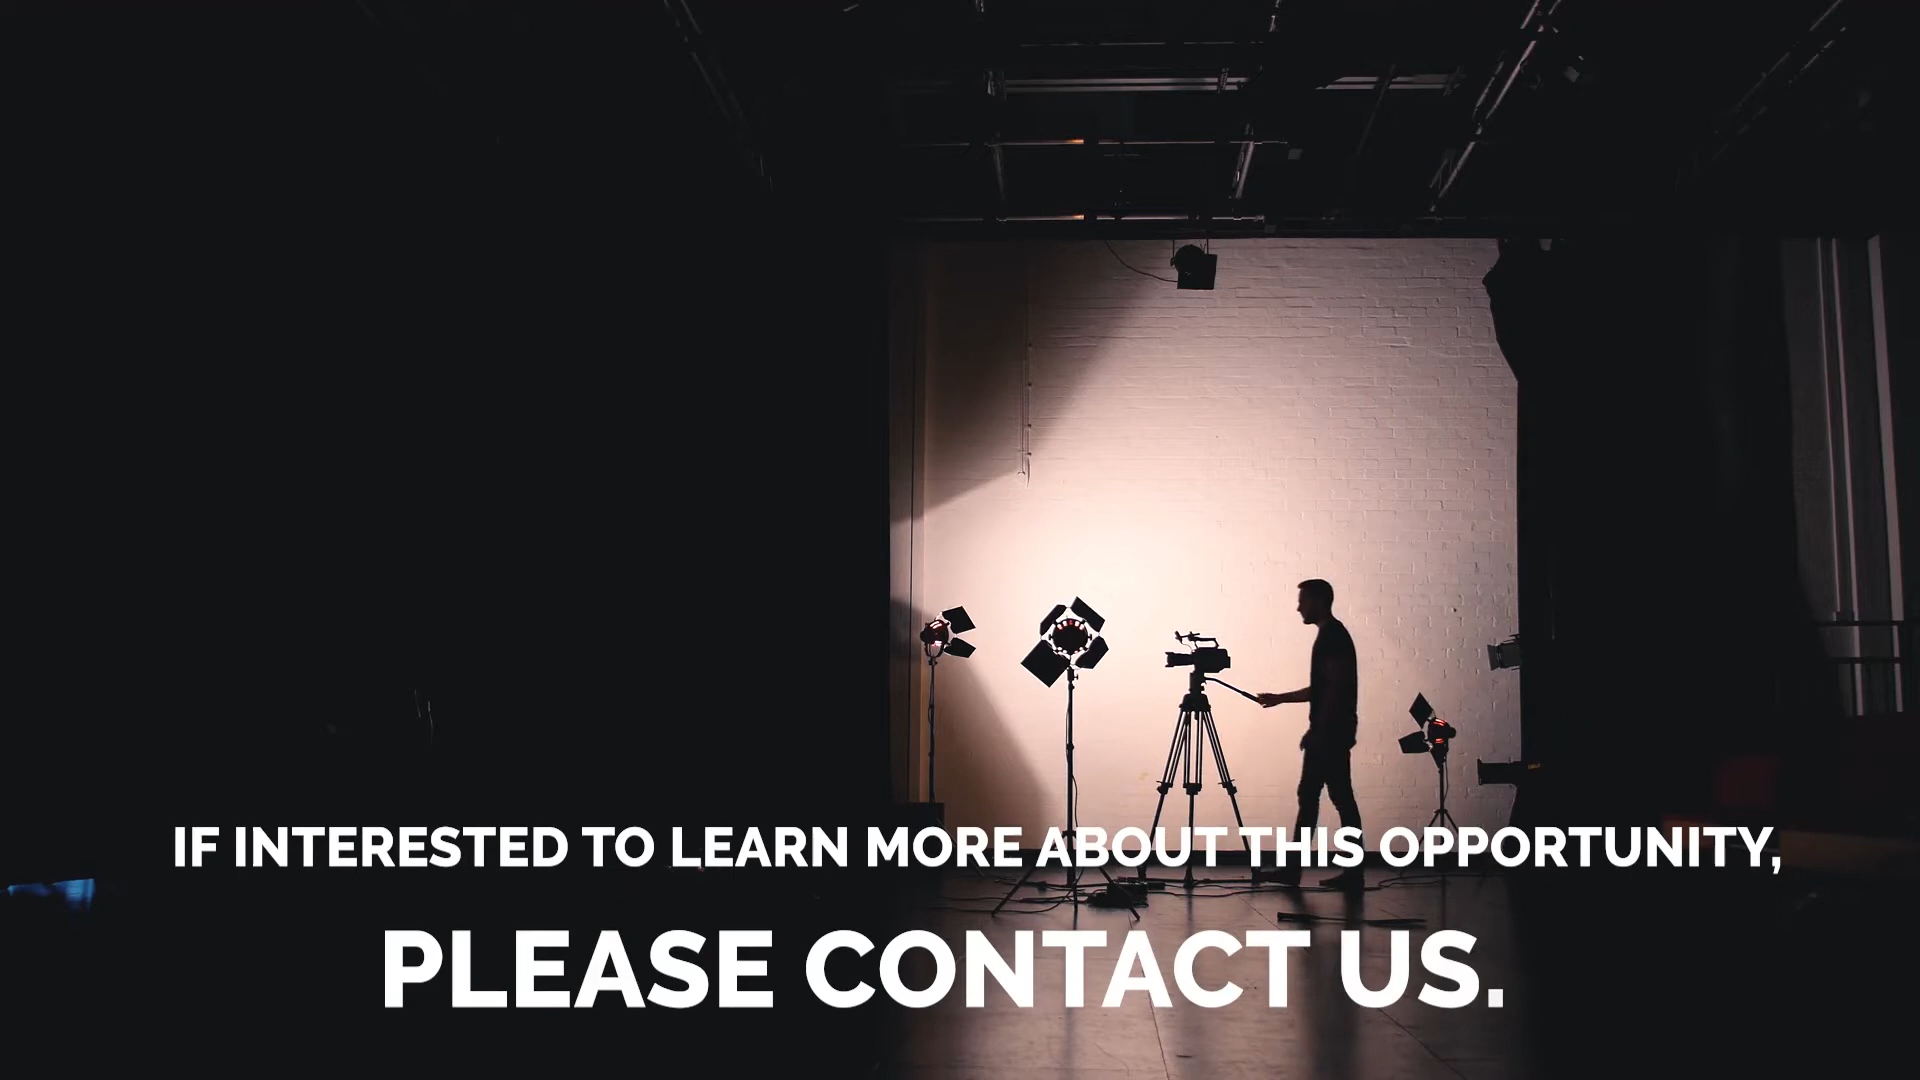 IF INTERESTED TO LEARN MORE ABOUT THIS OPPORTUNITY,
PLEASE CONTACT US.